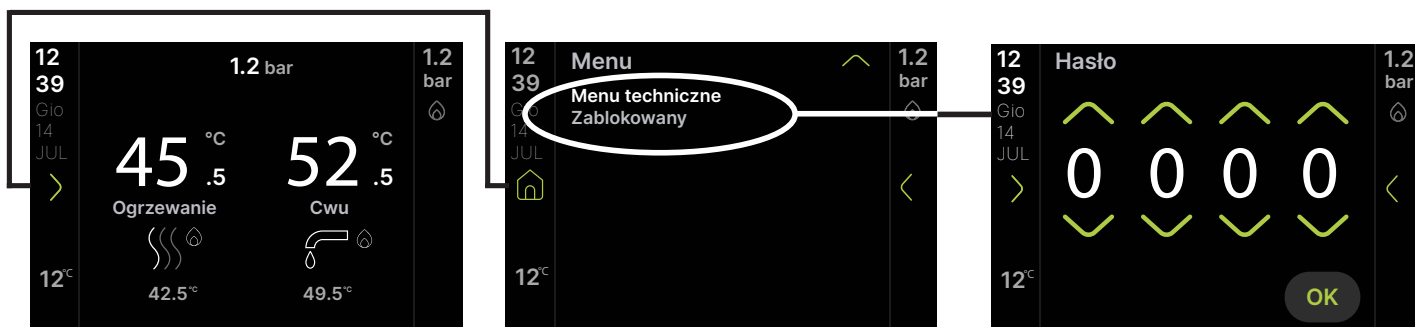 12
39
Gio
14
JUL
12°C
1.2 bar
45.5 °C
Ogrzewanie
42.5°C
52.5 °C
Cwu
49.5°C
1.2
bar
12
39
Gio
14
JUL
12°C
Menu
Menu techniczne
Zablokowany
1.2
bar
12
39
Gio
14
JUL
12°C
Hasło
0 0 0 0
OK
1.2
bar